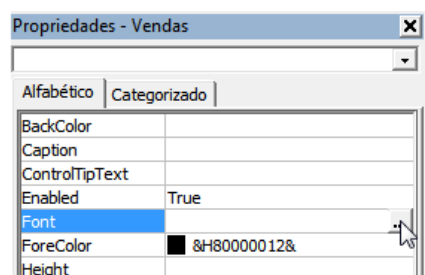 Propriedades - Vendas
Alfabético Categorizado
BackColor
Caption
ControlTipText
Enabled True
Font ...
ForeColor &H80000012&
Height